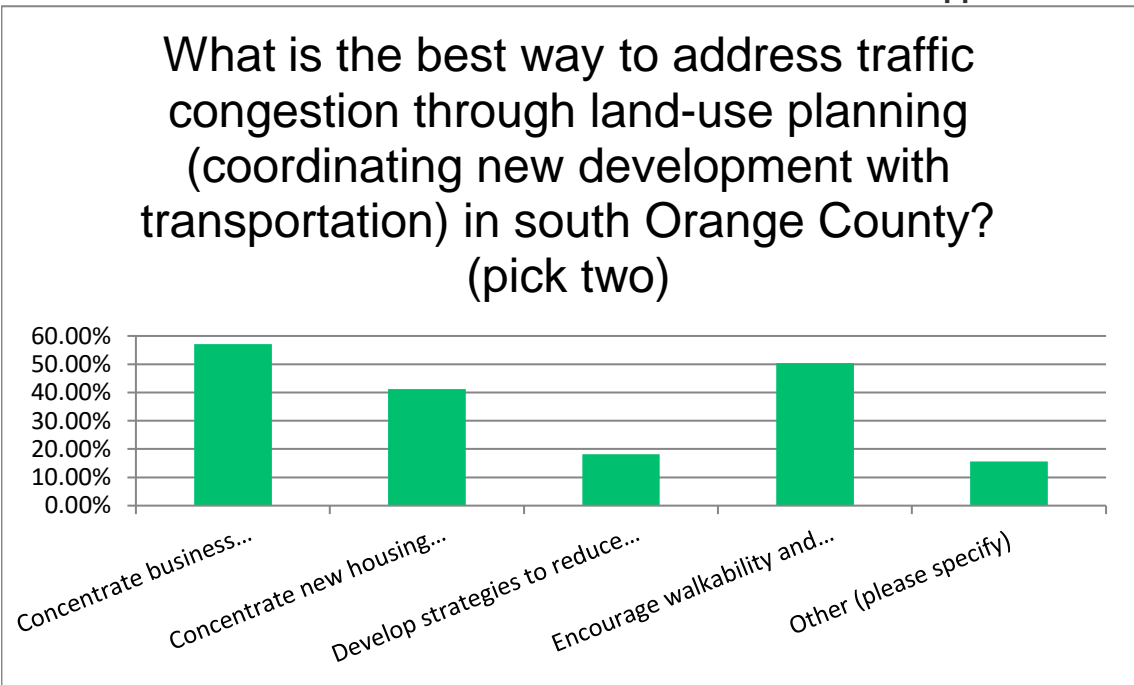 What is the best way to address traffic
congestion through land-use planning
(coordinating new development with
transportation) in south Orange County?
(pick two)
60.00%
50.00%
40.00%
30.00%
20.00%
10.00%
0.00%
Concentrate business...
Concentrate new housing...
Develop strategies to reduce...
Encourage walkability and...
Other (please specify)